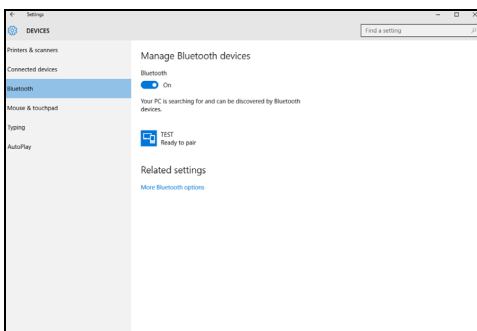 Settings
DEVICES
Find a setting
Printers & scanners
Connected devices
Bluetooth
Mouse & touchpad
Typing
AutoPlay
Manage Bluetooth devices
Bluetooth
On
Your PC is searching for and can be discovered by Bluetooth
devices.
TEST
Ready to pair
Related settings
More Bluetooth options